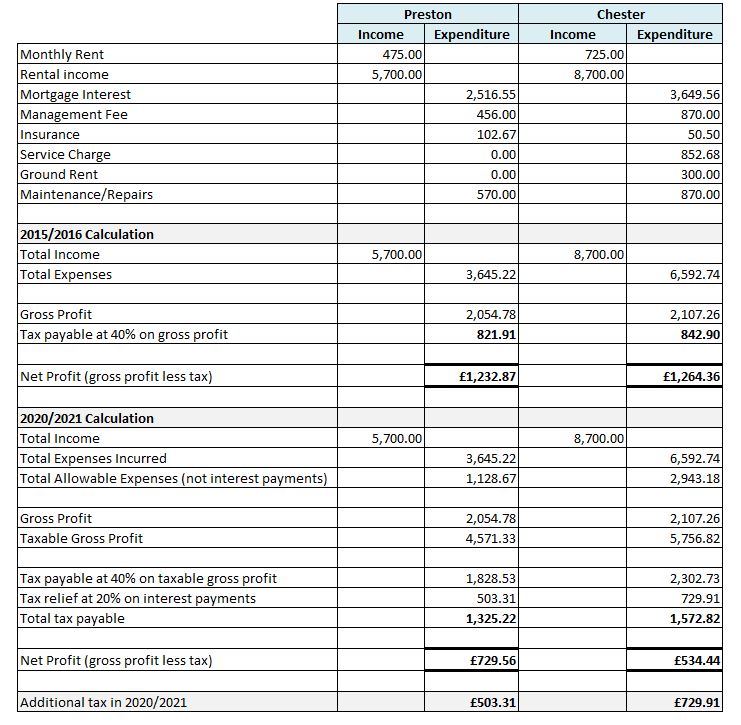 Preston Chester
Income Expenditure Income Expenditure
Monthly Rent 475.00 725.00
Rental income 5,700.00 8,700.00
Mortgage Interest 2,516.55 3,649.56
Management Fee 456.00 870.00
Insurance 102.67 50.50
Service Charge 0.00 852.68
Ground Rent 0.00 300.00
Maintenance/Repairs 570.00 870.00
2015/2016 Calculation
Total Income 5,700.00 8,700.00
Total Expenses 3,645.22 6,592.74
Gross Profit 2,054.78 2,107.26
Tax payable at 40% on gross profit 821.91 842.90
Net Profit (gross profit less tax) £1,232.87 £1,264.36
2020/2021 Calculation
Total Income 5,700.00 8,700.00
Total Expenses Incurred 3,645.22 6,592.74
Total Allowable Expenses (not interest payments) 1,128.67 2,943.18
Gross Profit 2,054.78 2,107.26
Taxable Gross Profit 4,571.33 5,756.82
Tax payable at 40% on taxable gross profit 1,828.53 2,302.73
Tax relief at 20% on interest payments 503.31 729.91
Total tax payable 1,325.22 1,572.82
Net Profit (gross profit less tax) £729.56 £534.44
Additional tax in 2020/2021 £503.31 £729.91